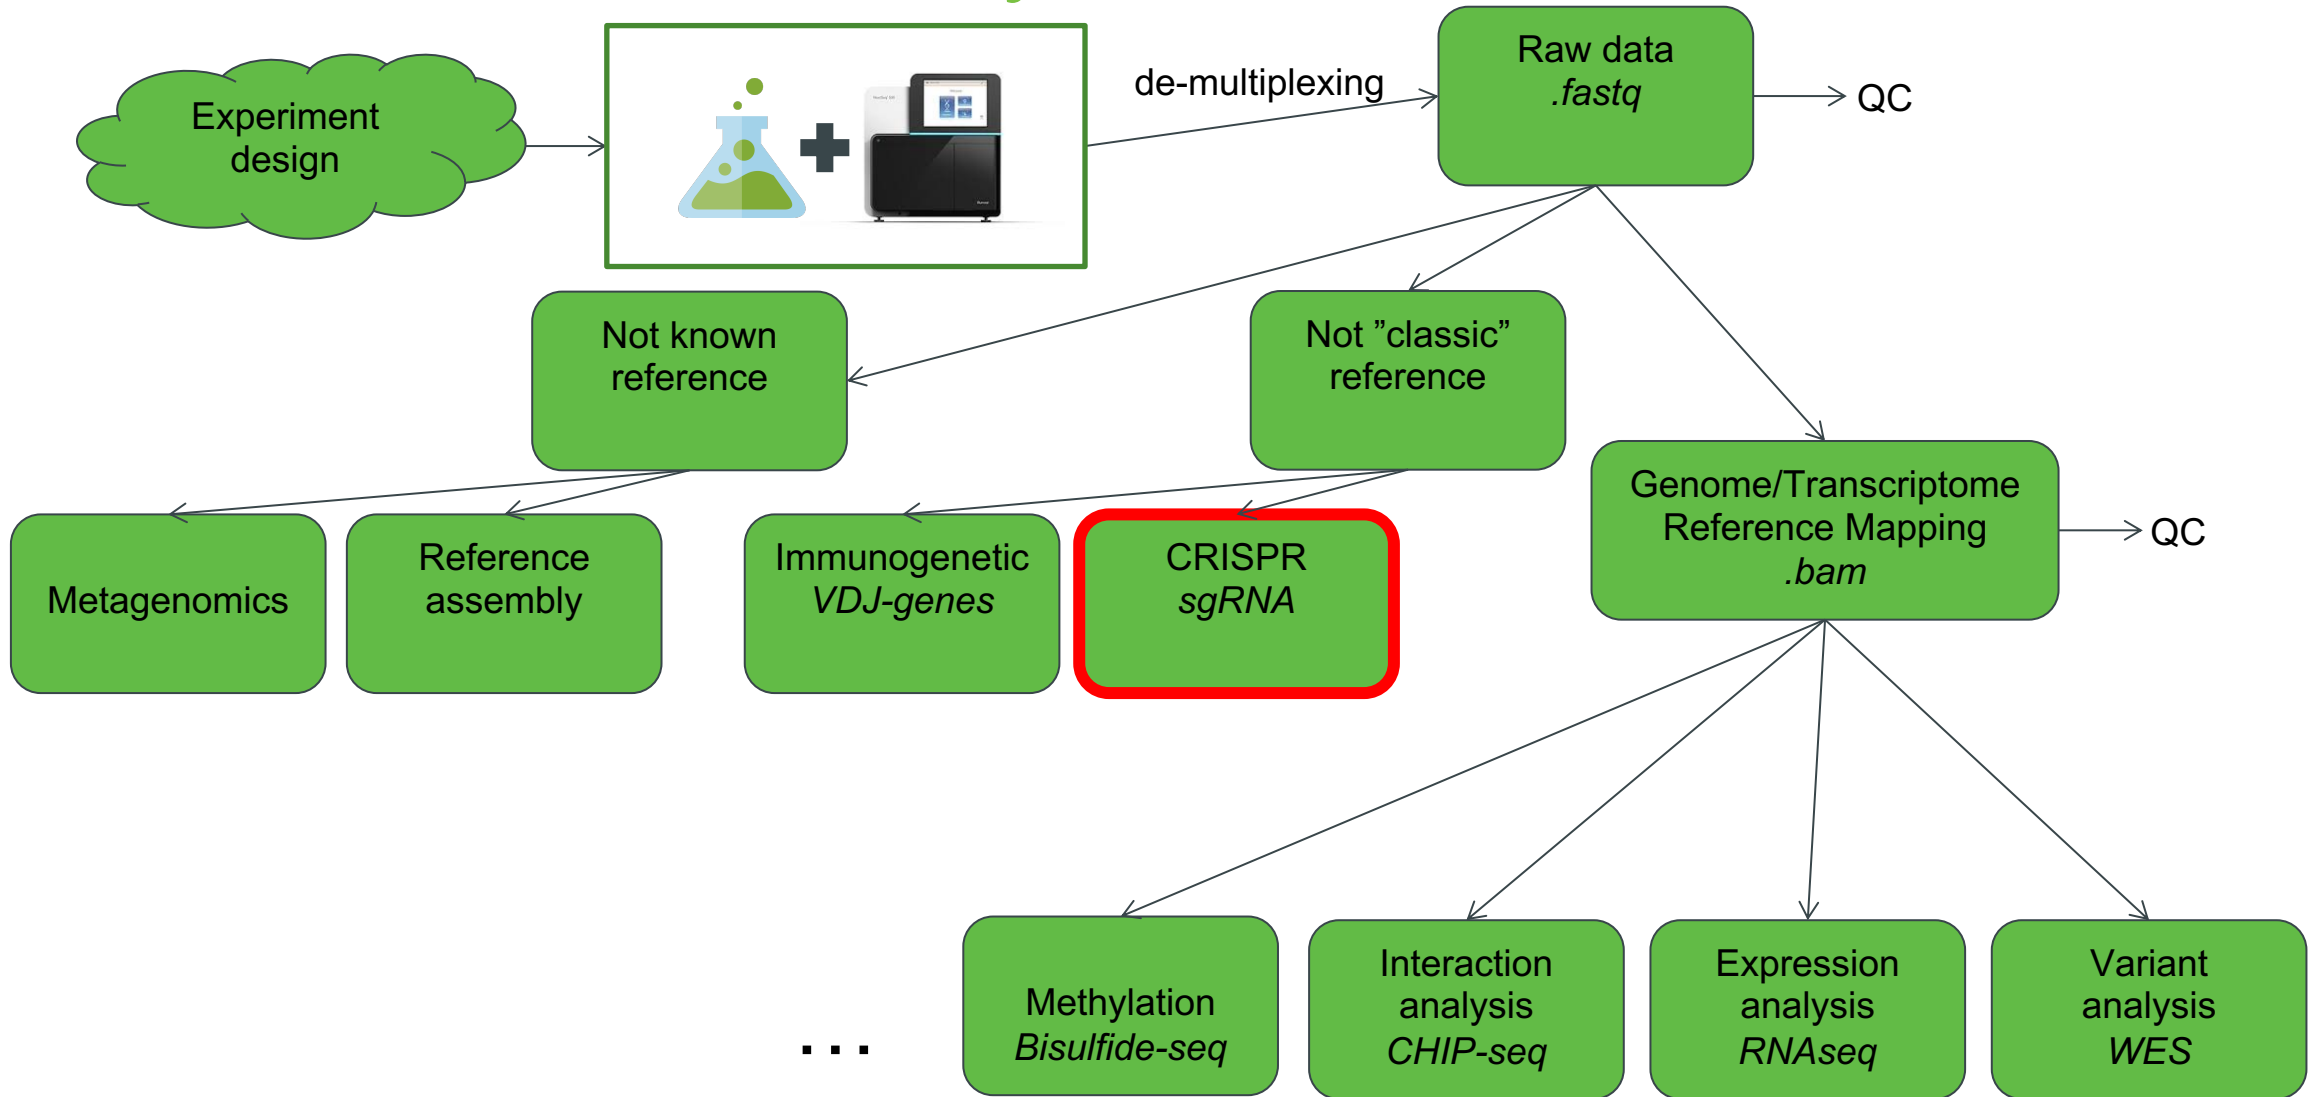 Experiment
design
de-multiplexing
Raw data
.fastq
QC
Not known
reference
Not ”classic”
reference
Genome/Transcriptome
Reference Mapping
.bam
QC
Metagenomics
Reference
assembly
Immunogenetic
VDJ-genes
CRISPR
sgRNA
...
Methylation
Bisulfide-seq
Interaction
analysis
CHIP-seq
Expression
analysis
RNAseq
Variant
analysis
WES